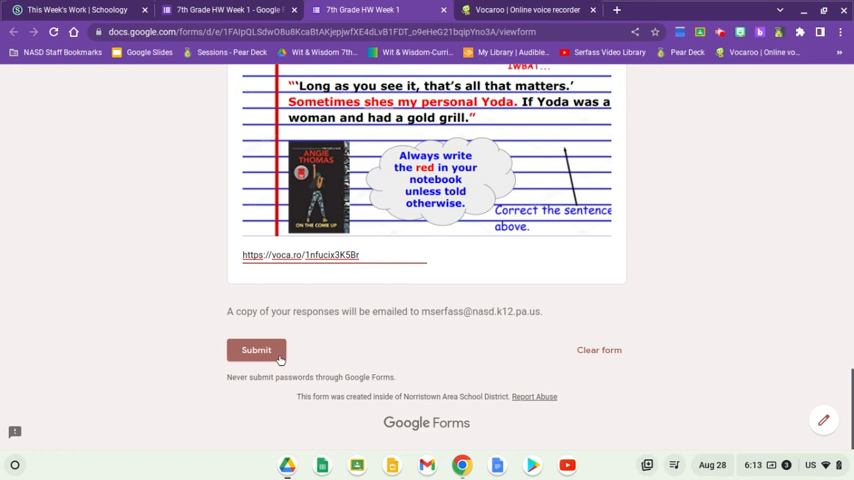 This Week's Work | Schoology
7th Grade HW Week 1 - Google F
7th Grade HW Week 1
Vocaroo | Online voice recorder
docs.google.com/forms/d/e/1FAIpQLSdwO8u8KcaBtAKjepjwfXE4dLvB1FDT_o9eHeG21bqipYno3A/viewform
NASD Staff Bookmarks
Google Slides
Sessions - Pear Deck
Wit & Wisdom 7th...
Wit & Wisdom-Curri...
My Library | Audible...
Serfass Video Library
Pear Deck
Vocaroo | Online vo...
IWBAT...
"'Long as you see it, that's all that matters.'
Sometimes shes my personal Yoda. If Yoda was a
woman and had a gold grill."
ANGIE
THOMAS
ON THE COME UP
Always write
the red in your
notebook
unless told
otherwise.
Correct the sentence
above.
https://voca.ro/1nfucix3K5Br
A copy of your responses will be emailed to mserfass@nasd.k12.pa.us.
Submit
Clear form
Never submit passwords through Google Forms.
This form was created inside of Norristown Area School District. Report Abuse
Google Forms
Aug 28
6:13
3
US